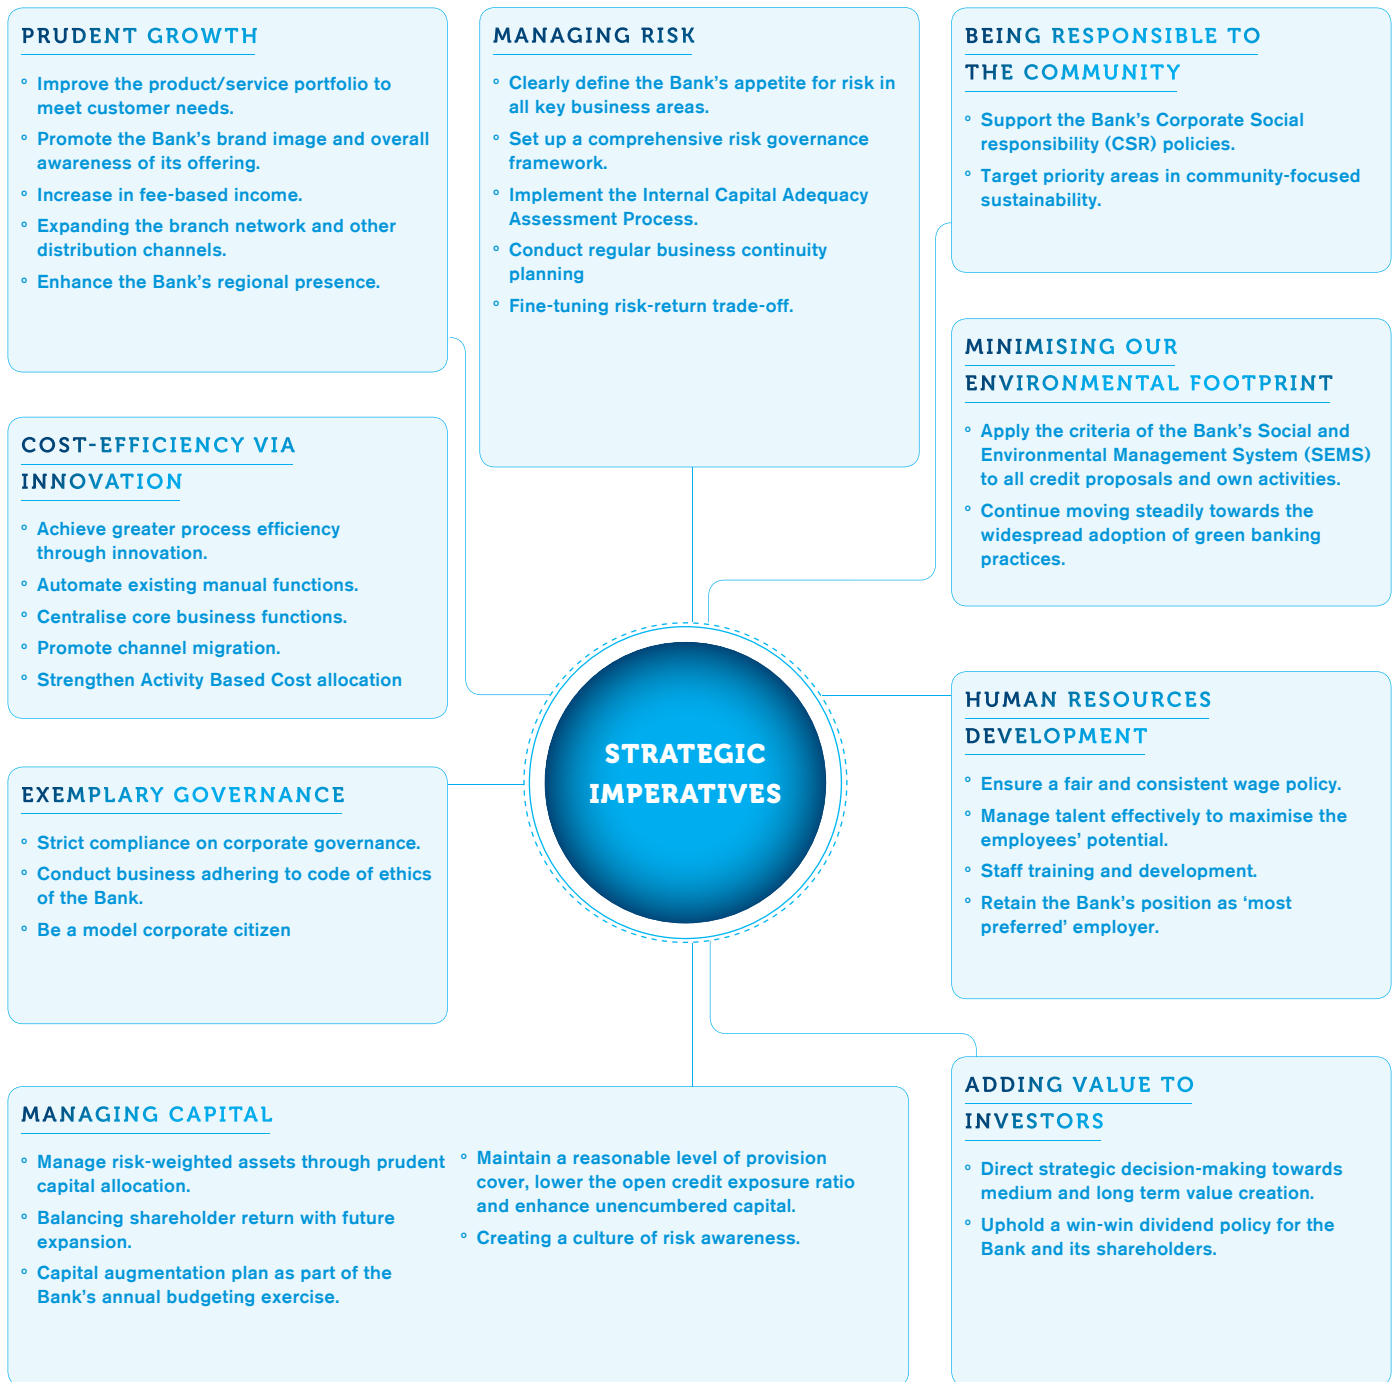 PRUDENT GROWTH
° Improve the product/service portfolio to
meet customer needs.
° Promote the Bank's brand image and overall
awareness of its offering.
° Increase in fee-based income.
° Expanding the branch network and other
distribution channels.
° Enhance the Bank's regional presence.
MANAGING RISK
° Clearly define the Bank's appetite for risk in
all key business areas.
° Set up a comprehensive risk governance
framework.
° Implement the Internal Capital Adequacy
Assessment Process.
° Conduct regular business continuity
planning
° Fine-tuning risk-return trade-off.
BEING RESPONSIBLE TO
THE COMMUNITY
° Support the Bank's Corporate Social
responsibility (CSR) policies.
° Target priority areas in community-focused
sustainability.
MINIMISING OUR
ENVIRONMENTAL FOOTPRINT
° Apply the criteria of the Bank's Social and
Environmental Management System (SEMS)
to all credit proposals and own activities.
° Continue moving steadily towards the
widespread adoption of green banking
practices.
COST-EFFICIENCY VIA
INNOVATION
° Achieve greater process efficiency
through innovation.
° Automate existing manual functions.
° Centralise core business functions.
° Promote channel migration.
° Strengthen Activity Based Cost allocation
STRATEGIC
IMPERATIVES
HUMAN RESOURCES
DEVELOPMENT
° Ensure a fair and consistent wage policy.
° Manage talent effectively to maximise the
employees' potential.
° Staff training and development.
° Retain the Bank's position as ‘most
preferred’ employer.
EXEMPLARY GOVERNANCE
° Strict compliance on corporate governance.
° Conduct business adhering to code of ethics
of the Bank.
° Be a model corporate citizen
MANAGING CAPITAL
° Manage risk-weighted assets through prudent
capital allocation.
° Balancing shareholder return with future
expansion.
° Capital augmentation plan as part of the
Bank's annual budgeting exercise.
° Maintain a reasonable level of provision
cover, lower the open credit exposure ratio
and enhance unencumbered capital.
° Creating a culture of risk awareness.
ADDING VALUE TO
INVESTORS
° Direct strategic decision-making towards
medium and long term value creation.
° Uphold a win-win dividend policy for the
Bank and its shareholders.